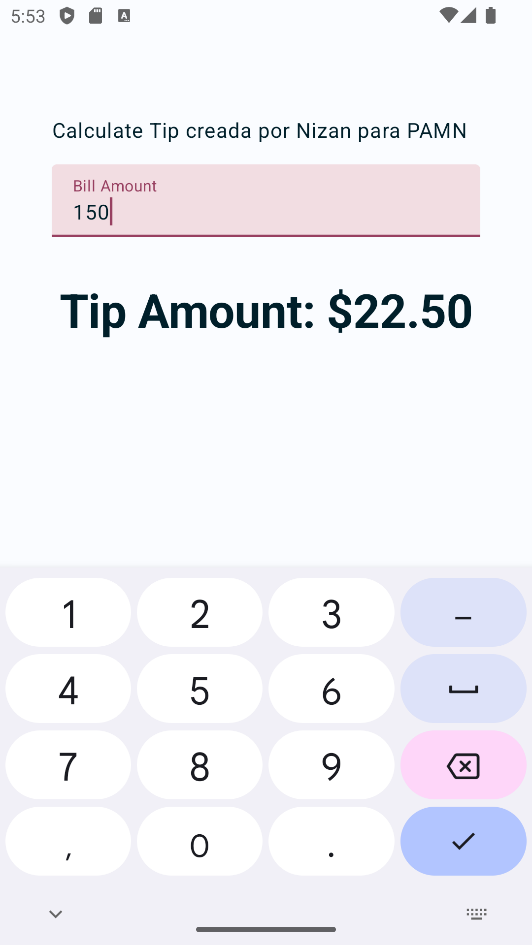 5:53
A
Calculate Tip creada por Nizan para PAMN
Bill Amount
150
Tip Amount: $22.50
1 2 3 –
4 5 6
7 8 9
, 0 .